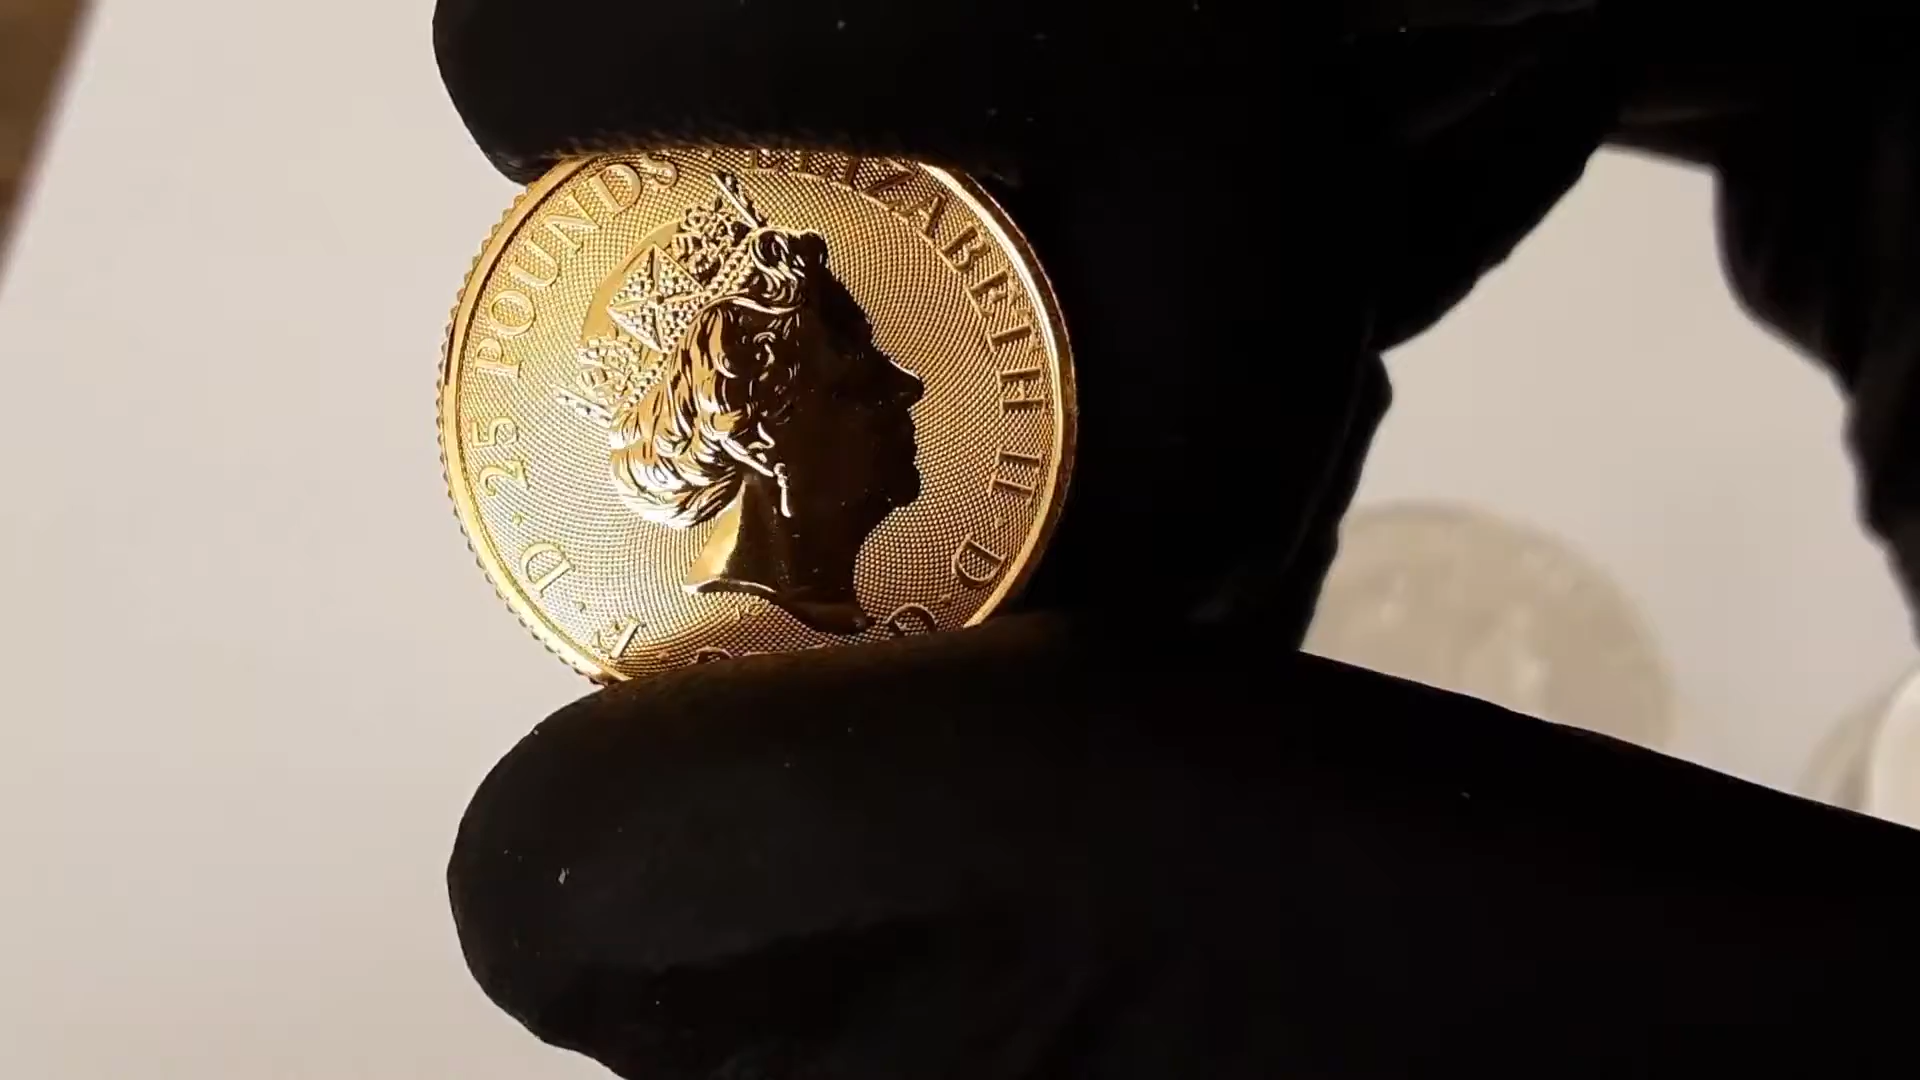 ELIZABETH II · D · G
F · D · 25 POUNDS